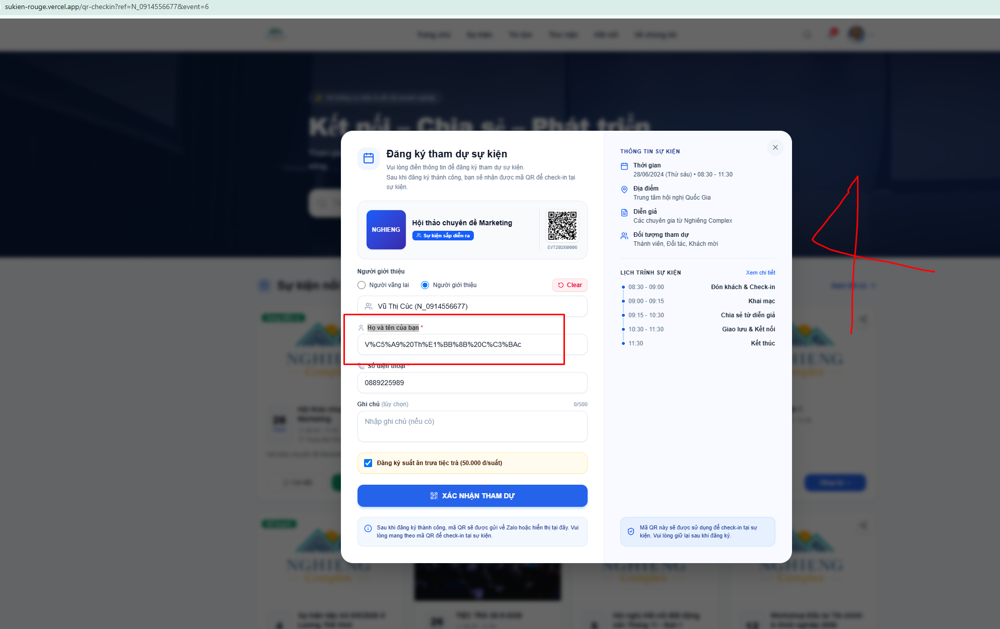 sukien-rouge.vercel.app/qr-checkin?ref=N_0914556677&event=6
Trang chủ Sự kiện Tin tức Thư viện Kết nối Về chúng tôi
Kết nối – Chia sẻ – Phát triển
Đăng ký tham dự sự kiện
Vui lòng điền thông tin để đăng ký tham dự sự kiện.
Sau khi đăng ký thành công, bạn sẽ nhận được mã QR để check-in tại
sự kiện.
NGHIENG
Hội thảo chuyên đề Marketing
Sự kiện sắp diễn ra
EVT20260006
Người giới thiệu
Người vãng lai Người giới thiệu Clear
Vũ Thị Cúc (N_0914556677)
Họ và tên của bạn *
V%C5%A9%20Th%E1%BB%8B%20C%C3%BAc
Số điện thoại *
0889225989
Ghi chú (tùy chọn) 0/500
Nhập ghi chú (nếu có)
Đăng ký suất ăn trưa tiệc trà (50.000 đ/suất)
XÁC NHẬN THAM DỰ
Sau khi đăng ký thành công, mã QR sẽ được gửi về Zalo hoặc hiển thị tại đây. Vui
lòng mang theo mã QR để check-in tại sự kiện.
THÔNG TIN SỰ KIỆN
Thời gian
28/06/2024 (Thứ sáu) • 08:30 - 11:30
Địa điểm
Trung tâm hội nghị Quốc Gia
Diễn giả
Các chuyên gia từ Nghiêng Complex
Đối tượng tham dự
Thành viên, Đối tác, Khách mời
LỊCH TRÌNH SỰ KIỆN Xem chi tiết
08:30 - 09:00 Đón khách & Check-in
09:00 - 09:15 Khai mạc
09:15 - 10:30 Chia sẻ từ diễn giả
10:30 - 11:30 Giao lưu & Kết nối
11:30 Kết thúc
Mã QR này sẽ được sử dụng để check-in tại sự
kiện. Vui lòng giữ lại sau khi đăng ký.
4
NGHIENG
Complex